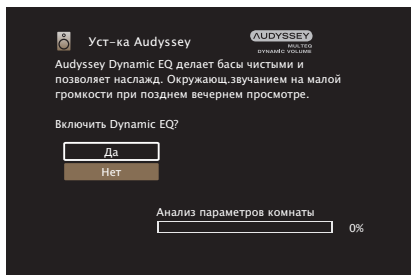 Уст-ка Audyssey
AUDYSSEY
MULTEQ
DYNAMIC VOLUME
Audyssey Dynamic EQ делает басы чистыми и
позволяет наслажд. Окружающ.звучанием на малой
громкости при позднем вечернем просмотре.
Включить Dynamic EQ?
Да
Нет
Анализ параметров комнаты
0%